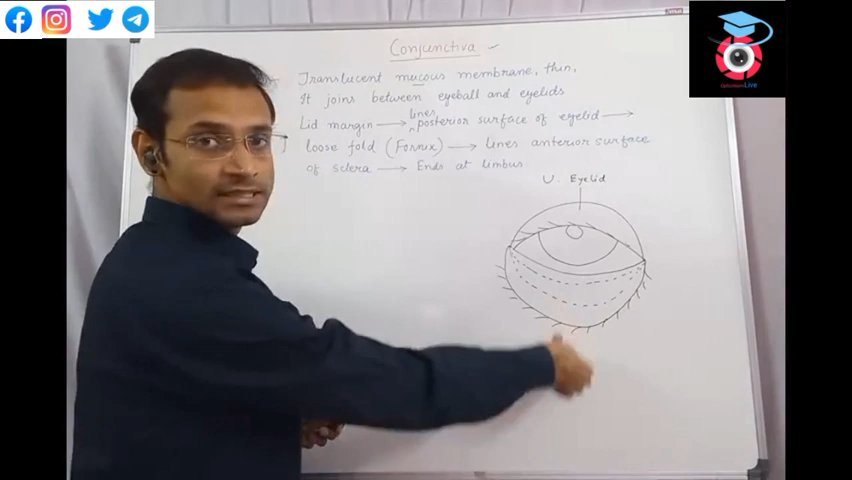 Conjunctiva
Translucent mucous membrane, thin,
It joins between eyeball and eyelids
Lid margin → lines posterior surface of eyelid →
loose fold (Fornix) → lines anterior surface
of sclera → Ends at limbus
U. Eyelid